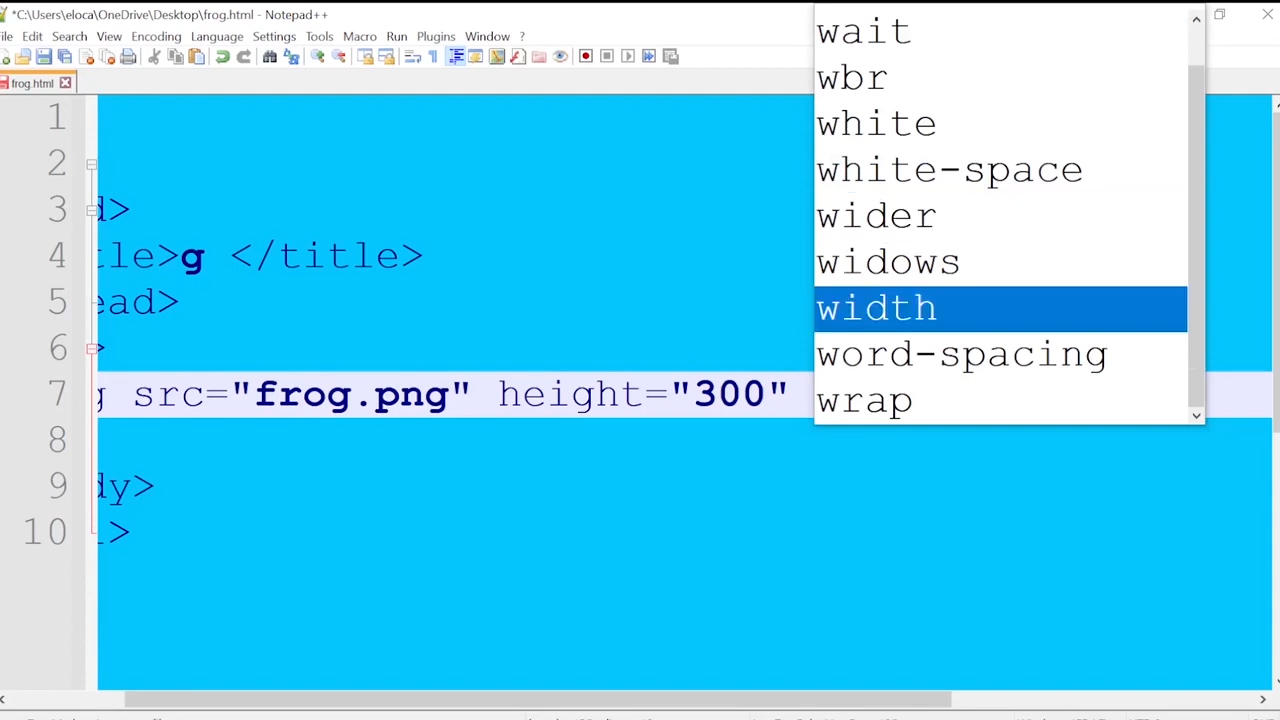 *C:\Users\eloca\OneDrive\Desktop\frog.html - Notepad++
ile Edit Search View Encoding Language Settings Tools Macro Run Plugins Window ?
frog.html
1
2
3 d>
4 tle>g </title>
5 ead>
6 >
7 g src="frog.png" height="300"
8
9 dy>
10 l>
wait
wbr
white
white-space
wider
widows
width
word-spacing
wrap